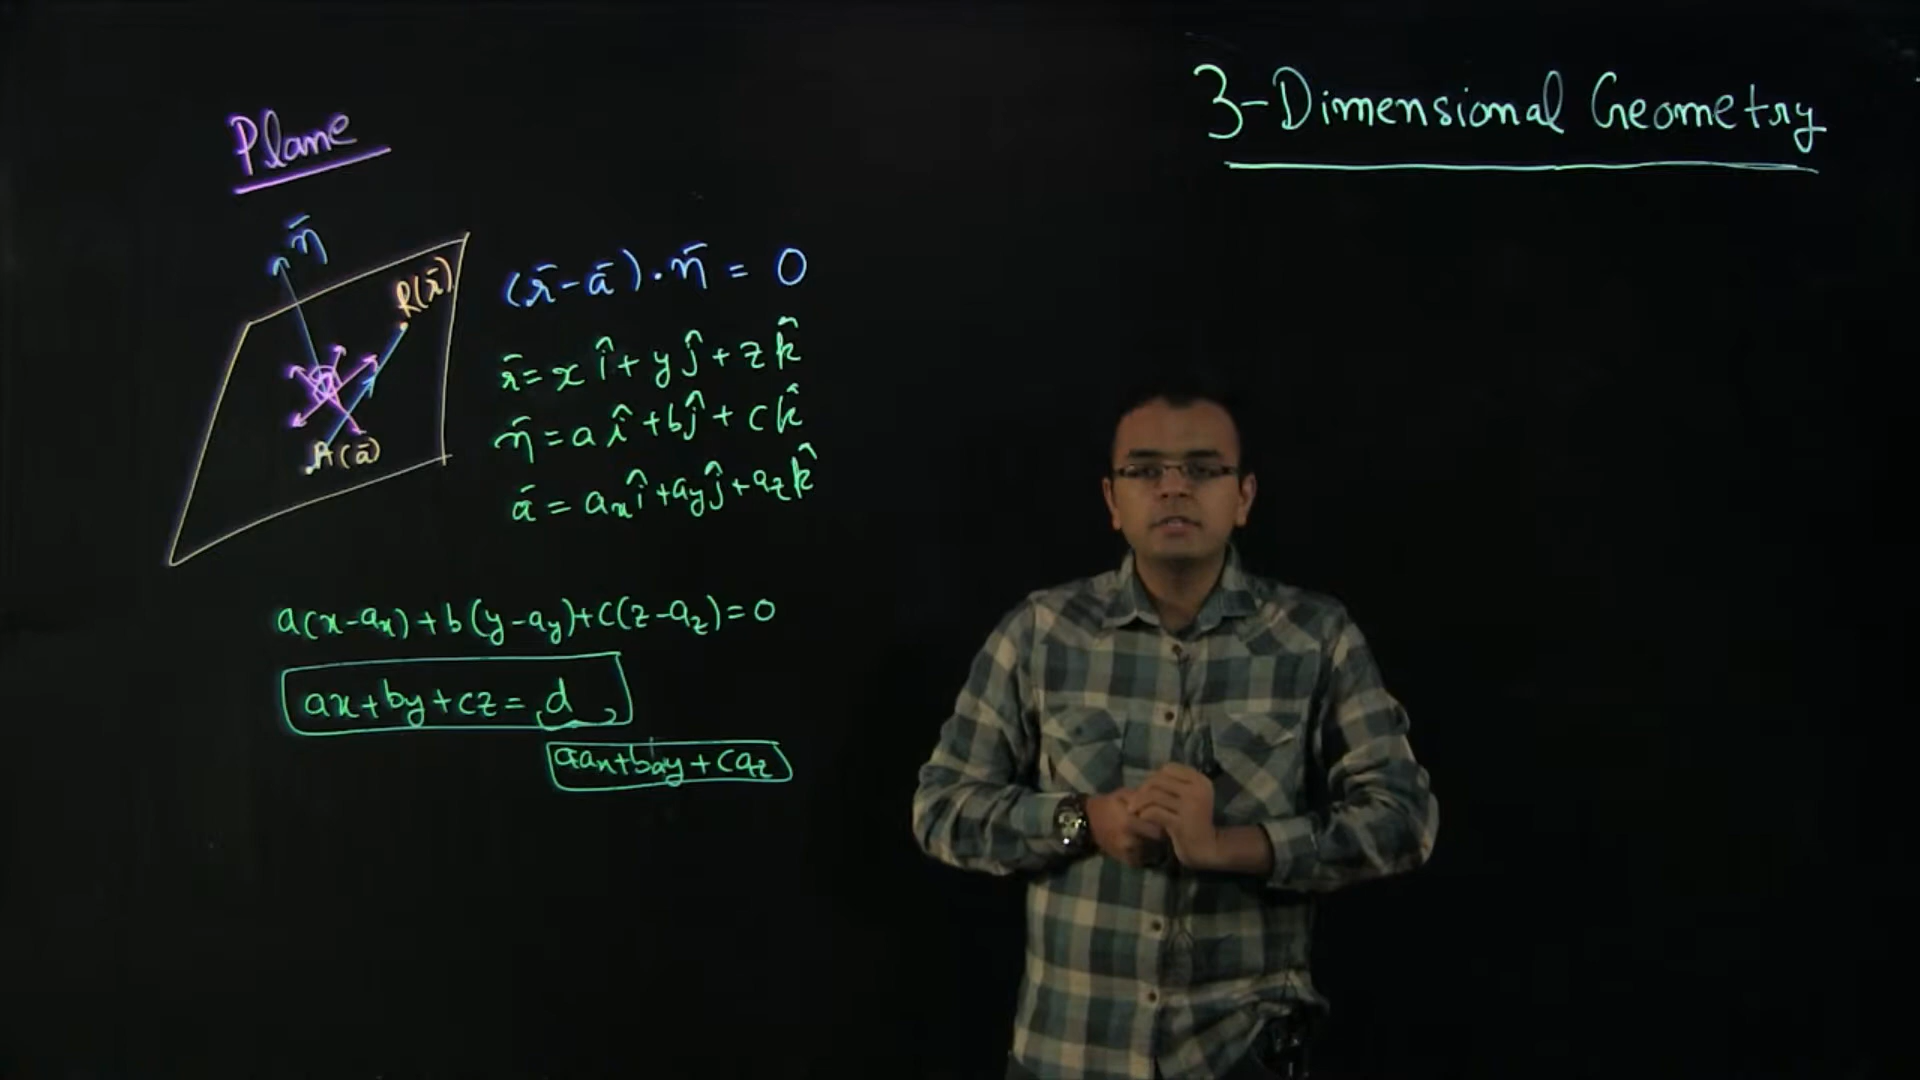 3-Dimensional Geometry
Plane
n̄
R(r̄)
A(ā)
(r̄-ā)·n̄ = 0
r̄ = x î + y ĵ + z k̂
n̄ = a î + b ĵ + c k̂
ā = aₓ î + a_y ĵ + a_z k̂
a(x-aₓ) + b(y-a_y) + c(z-a_z) = 0
ax + by + cz = d
aaₓ + ba_y + ca_z